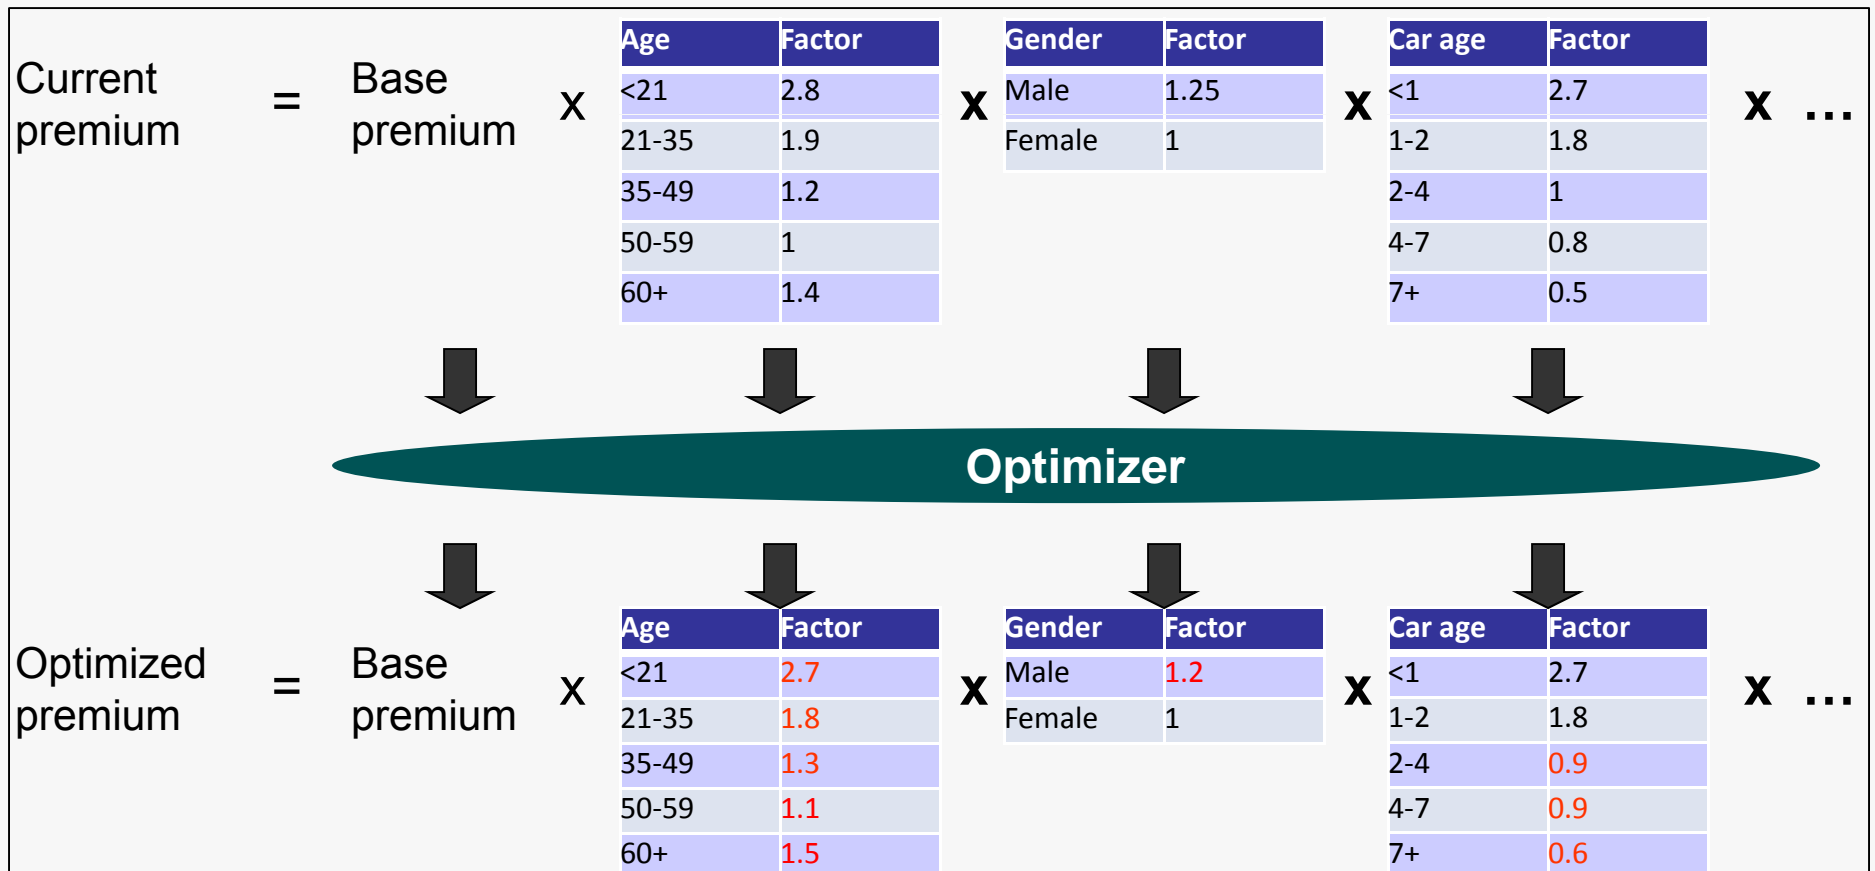 Current premium = Base premium x
Age Factor
<21 2.8
21-35 1.9
35-49 1.2
50-59 1
60+ 1.4
x
Gender Factor
Male 1.25
Female 1
x
Car age Factor
<1 2.7
1-2 1.8
2-4 1
4-7 0.8
7+ 0.5
x ...
Optimizer
Optimized premium = Base premium x
Age Factor
<21 2.7
21-35 1.8
35-49 1.3
50-59 1.1
60+ 1.5
x
Gender Factor
Male 1.2
Female 1
x
Car age Factor
<1 2.7
1-2 1.8
2-4 0.9
4-7 0.9
7+ 0.6
x ...